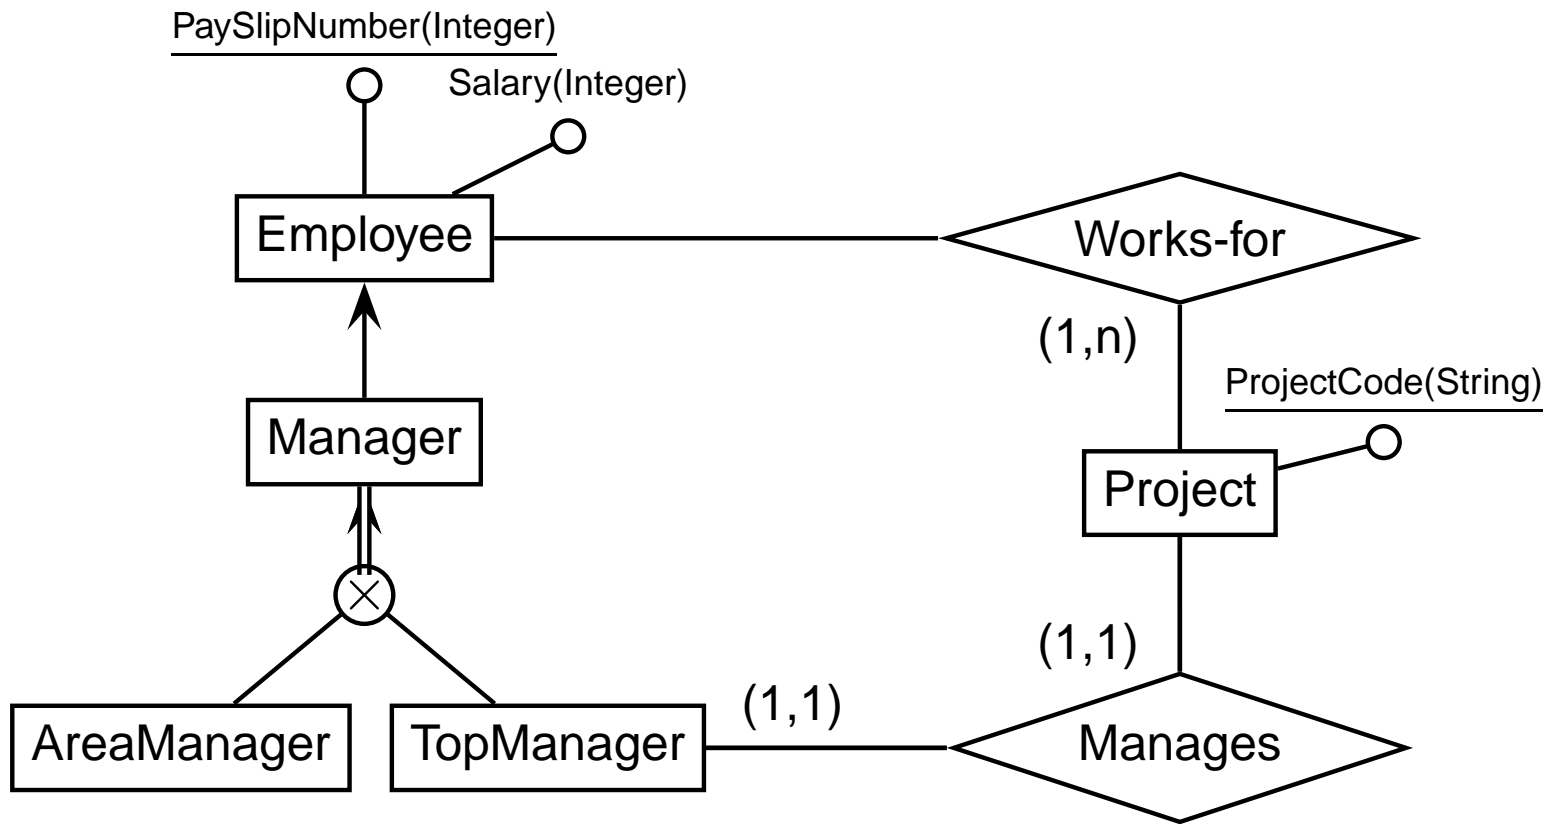 PaySlipNumber(Integer)
Salary(Integer)
Employee
Works-for
(1,n)
ProjectCode(String)
Manager
Project
(1,1)
(1,1)
AreaManager
TopManager
Manages